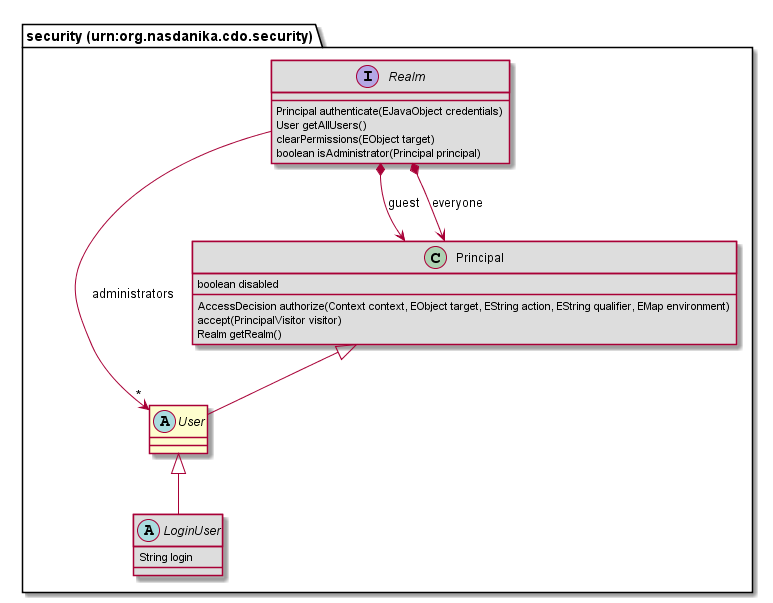 security (urn:org.nasdanika.cdo.security)
I Realm
Principal authenticate(EJavaObject credentials)
User getAllUsers()
clearPermissions(EObject target)
boolean isAdministrator(Principal principal)
guest
everyone
C Principal
boolean disabled
AccessDecision authorize(Context context, EObject target, EString action, EString qualifier, EMap environment)
accept(PrincipalVisitor visitor)
Realm getRealm()
administrators
*
A User
A LoginUser
String login